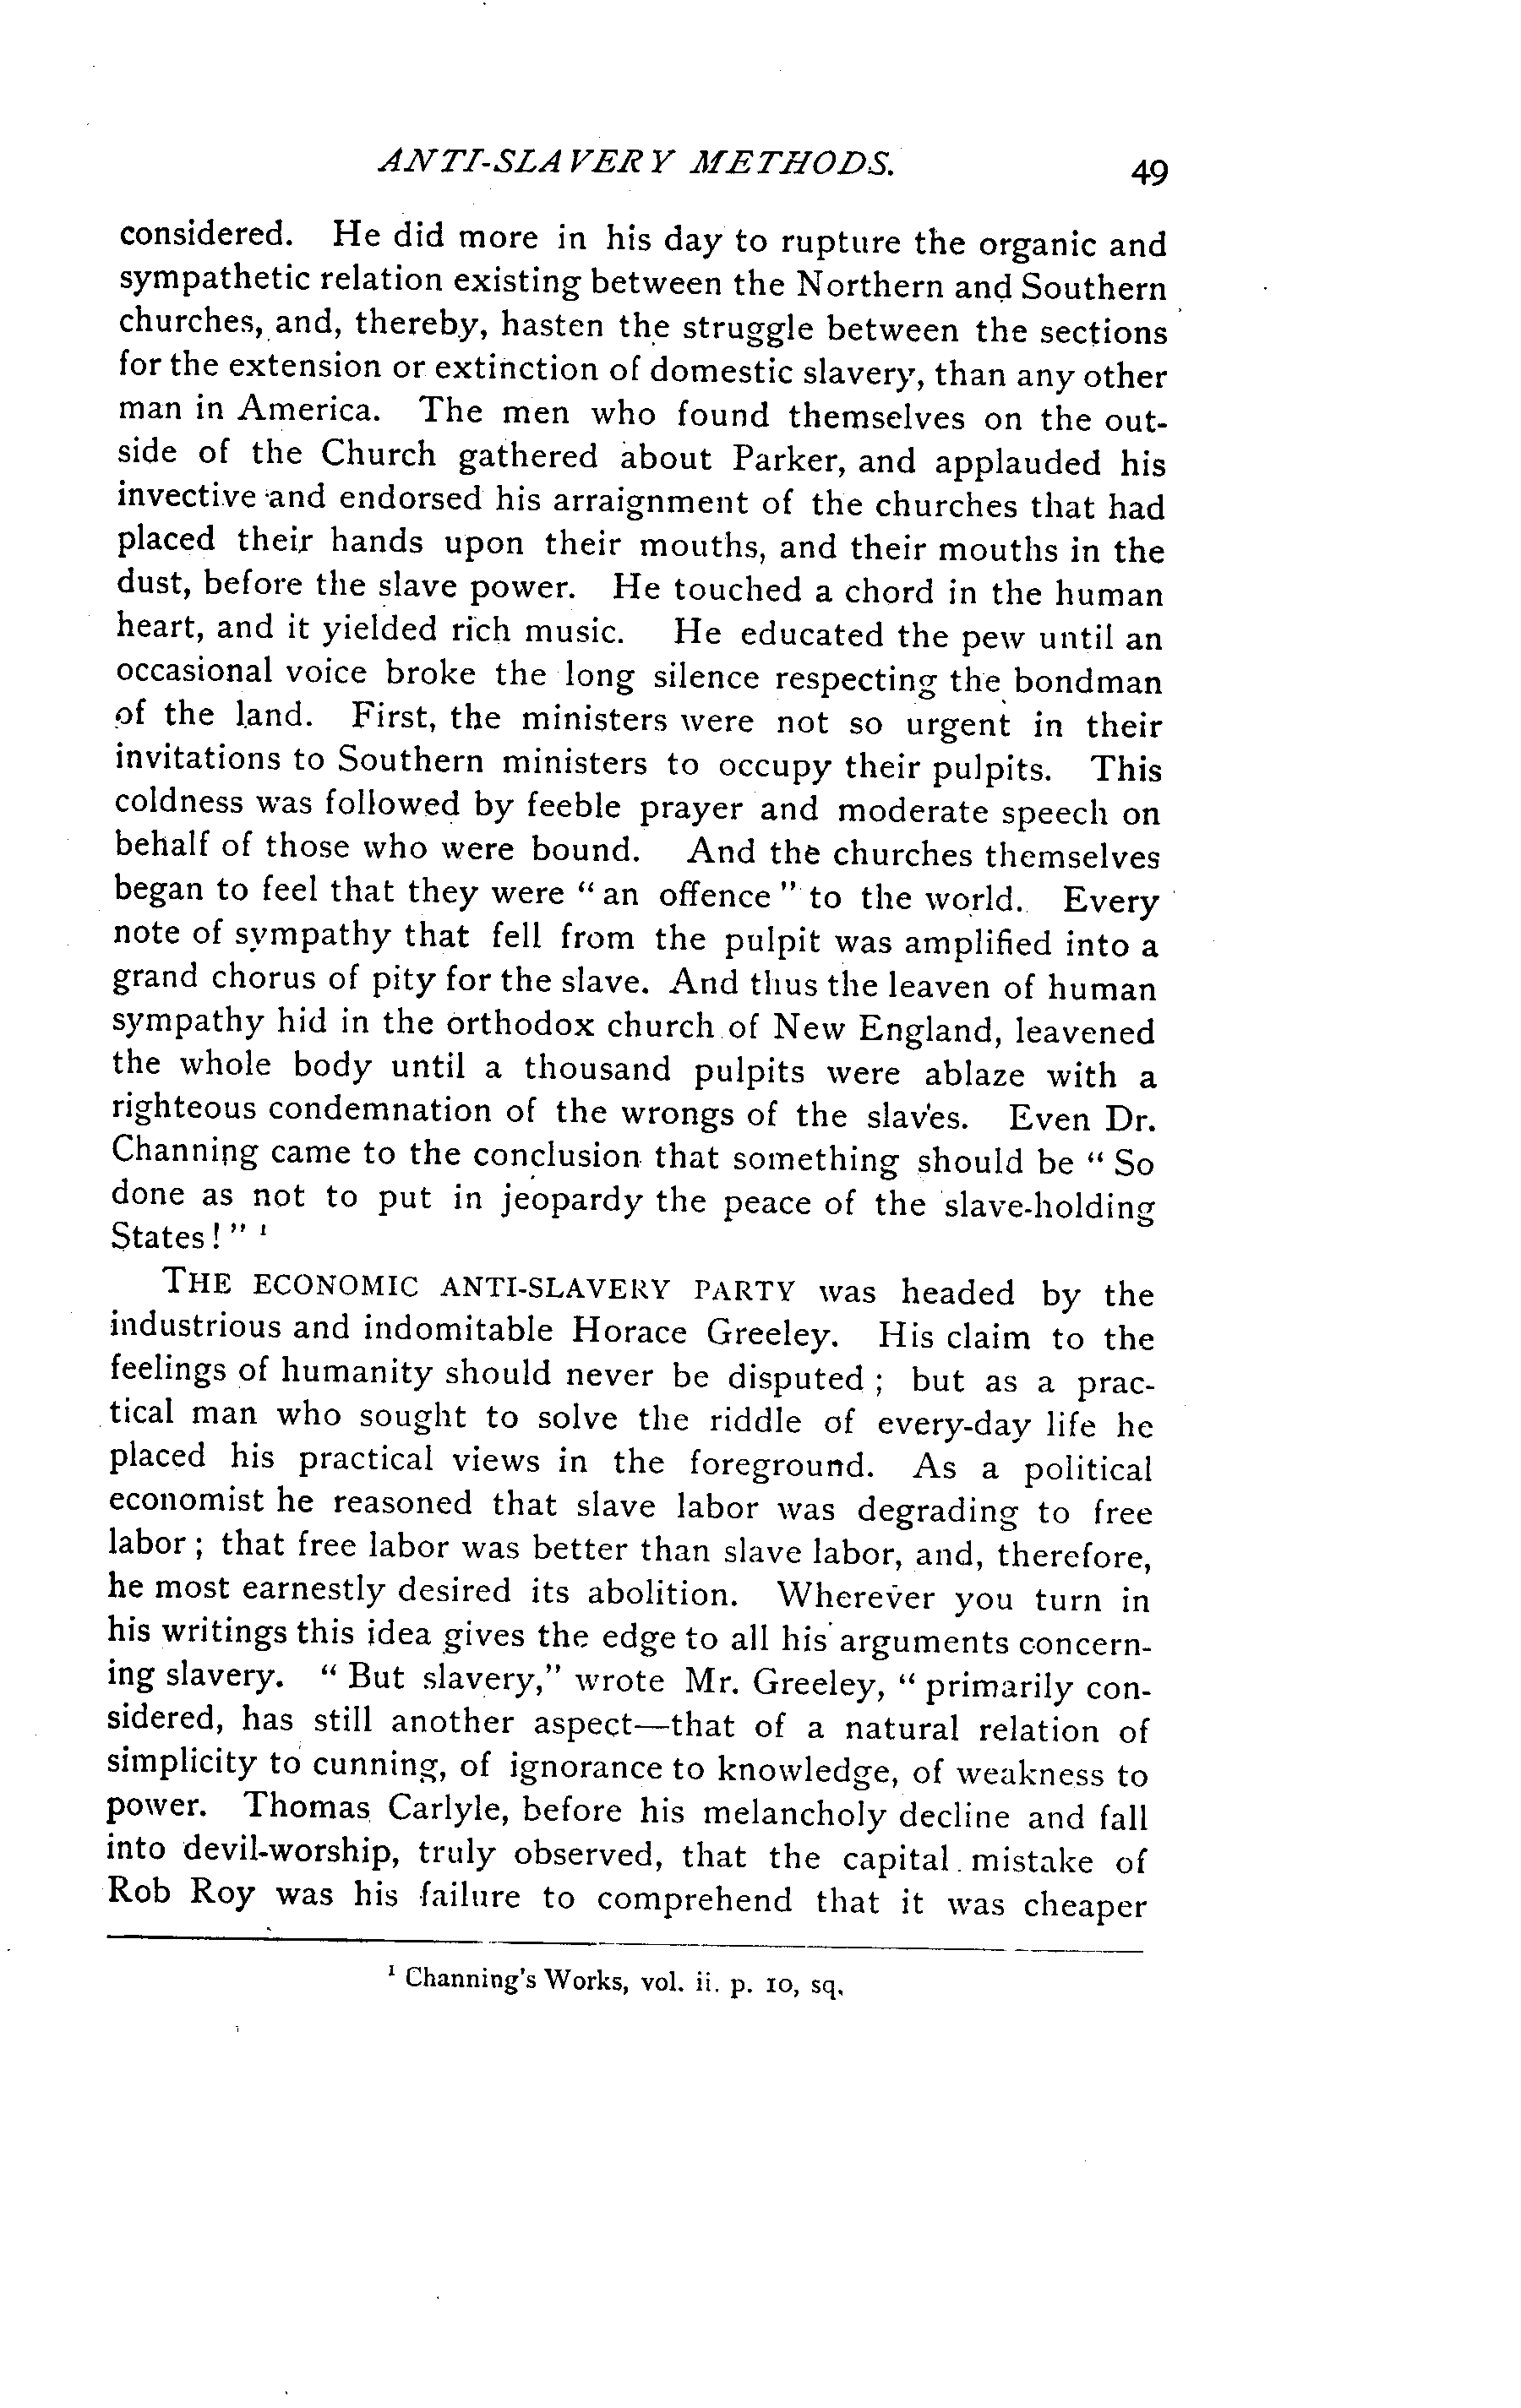 ANTI-SLAVERY METHODS. 49
considered. He did more in his day to rupture the organic and
sympathetic relation existing between the Northern and Southern
churches, and, thereby, hasten the struggle between the sections
for the extension or extinction of domestic slavery, than any other
man in America. The men who found themselves on the out-
side of the Church gathered about Parker, and applauded his
invective and endorsed his arraignment of the churches that had
placed their hands upon their mouths, and their mouths in the
dust, before the slave power. He touched a chord in the human
heart, and it yielded rich music. He educated the pew until an
occasional voice broke the long silence respecting the bondman
of the land. First, the ministers were not so urgent in their
invitations to Southern ministers to occupy their pulpits. This
coldness was followed by feeble prayer and moderate speech on
behalf of those who were bound. And the churches themselves
began to feel that they were " an offence " to the world. Every
note of sympathy that fell from the pulpit was amplified into a
grand chorus of pity for the slave. And thus the leaven of human
sympathy hid in the orthodox church of New England, leavened
the whole body until a thousand pulpits were ablaze with a
righteous condemnation of the wrongs of the slaves. Even Dr.
Channing came to the conclusion that something should be " So
done as not to put in jeopardy the peace of the slave-holding
States ! " ¹
THE ECONOMIC ANTI-SLAVERY PARTY was headed by the
industrious and indomitable Horace Greeley. His claim to the
feelings of humanity should never be disputed ; but as a prac-
tical man who sought to solve the riddle of every-day life he
placed his practical views in the foreground. As a political
economist he reasoned that slave labor was degrading to free
labor ; that free labor was better than slave labor, and, therefore,
he most earnestly desired its abolition. Wherever you turn in
his writings this idea gives the edge to all his arguments concern-
ing slavery. " But slavery," wrote Mr. Greeley, " primarily con-
sidered, has still another aspect—that of a natural relation of
simplicity to cunning, of ignorance to knowledge, of weakness to
power. Thomas Carlyle, before his melancholy decline and fall
into devil-worship, truly observed, that the capital mistake of
Rob Roy was his failure to comprehend that it was cheaper
¹ Channing's Works, vol. ii. p. 10, sq.